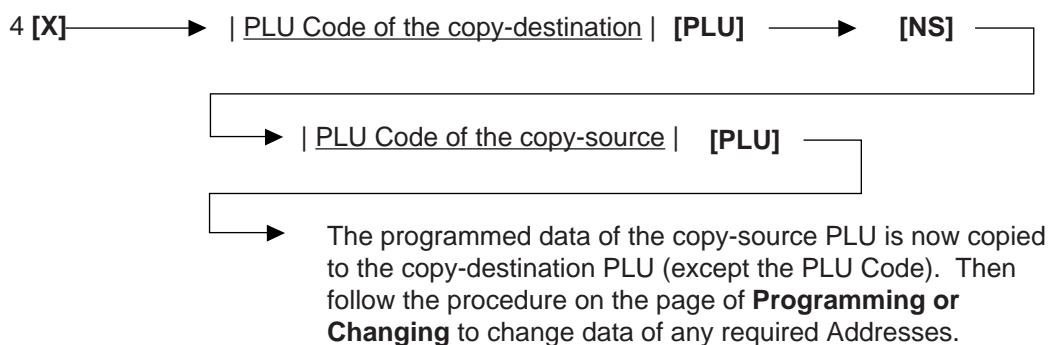 4 [X] | PLU Code of the copy-destination | [PLU] [NS]
| PLU Code of the copy-source | [PLU]
The programmed data of the copy-source PLU is now copied
to the copy-destination PLU (except the PLU Code). Then
follow the procedure on the page of Programming or
Changing to change data of any required Addresses.